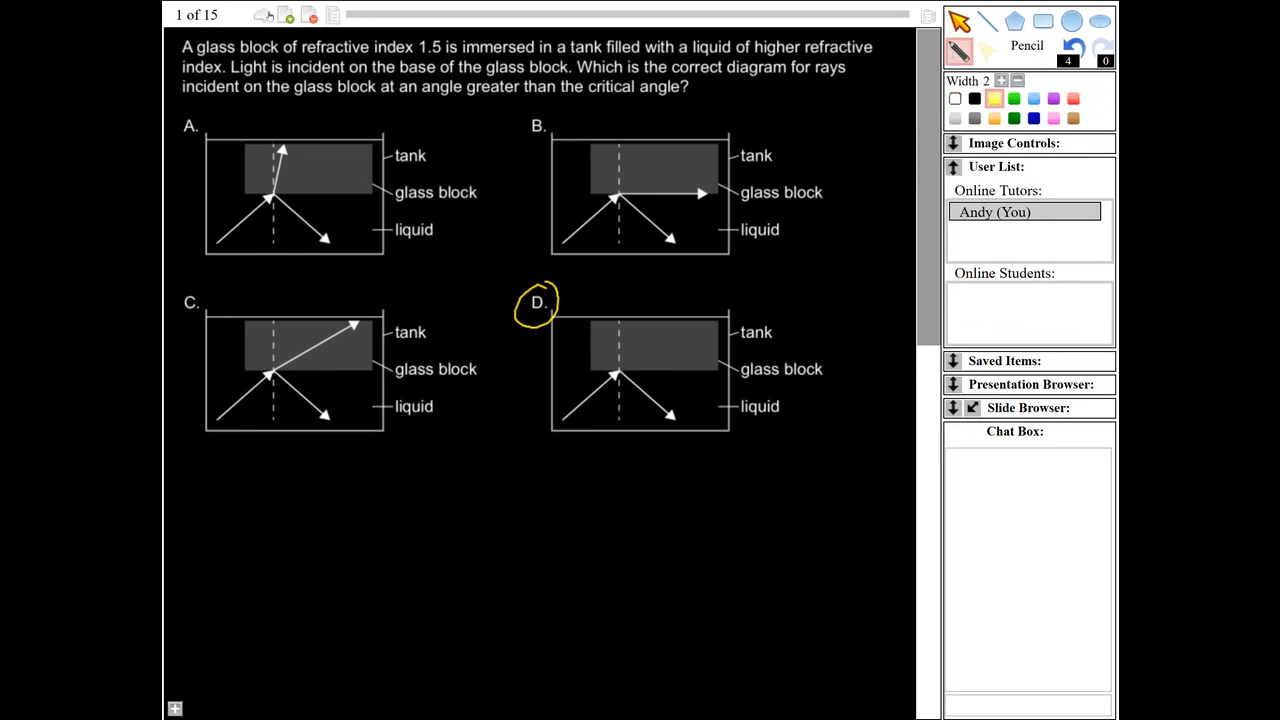 1 of 15
A glass block of refractive index 1.5 is immersed in a tank filled with a liquid of higher refractive
index. Light is incident on the base of the glass block. Which is the correct diagram for rays
incident on the glass block at an angle greater than the critical angle?
A.
tank
glass block
liquid
B.
tank
glass block
liquid
C.
tank
glass block
liquid
D.
tank
glass block
liquid
Pencil
4
0
Width 2
Image Controls:
User List:
Online Tutors:
Andy (You)
Online Students:
Saved Items:
Presentation Browser:
Slide Browser:
Chat Box: